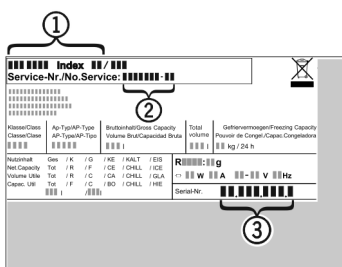 1
Index /
Service-Nr./No.Service: -
2
Klasse/Class Ap-Typ/AP-Type Bruttoinhalt/Gross Capacity Total Gefriervermoegen/Freezing Capacity
Classe/Clase AP-Type/AP-Tipo Volume Brut/Capacidad Bruta volume Pouvoir de Congel./Capac.Congeladora
l l kg / 24 h
Nutzinhalt Ges / K / G / KE / KALT / EIS
Net.Capacity Tot / R / F / CE / CHILL / ICE
Volume Utile Tot / R / C / CA / CHILL / GLA
Capac. Util Tot / F / C / BO / CHILL / HIE
l / l
R : g
W A - V Hz
Serial-Nr.
3